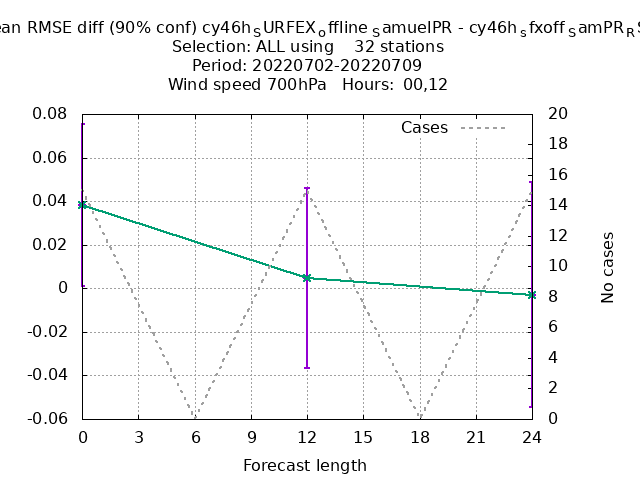 ean RMSE diff (90% conf) cy46hSURFEXoffline SamuelPR - cy46hsfxoffSamPRRS
Selection: ALL using 32 stations
Period: 20220702-20220709
Wind speed 700hPa Hours: 00,12
Cases
0.08
0.06
0.04
0.02
0
-0.02
-0.04
-0.06
20
18
16
14
12
10
8
6
4
2
0
No cases
0 3 6 9 12 15 18 21 24
Forecast length